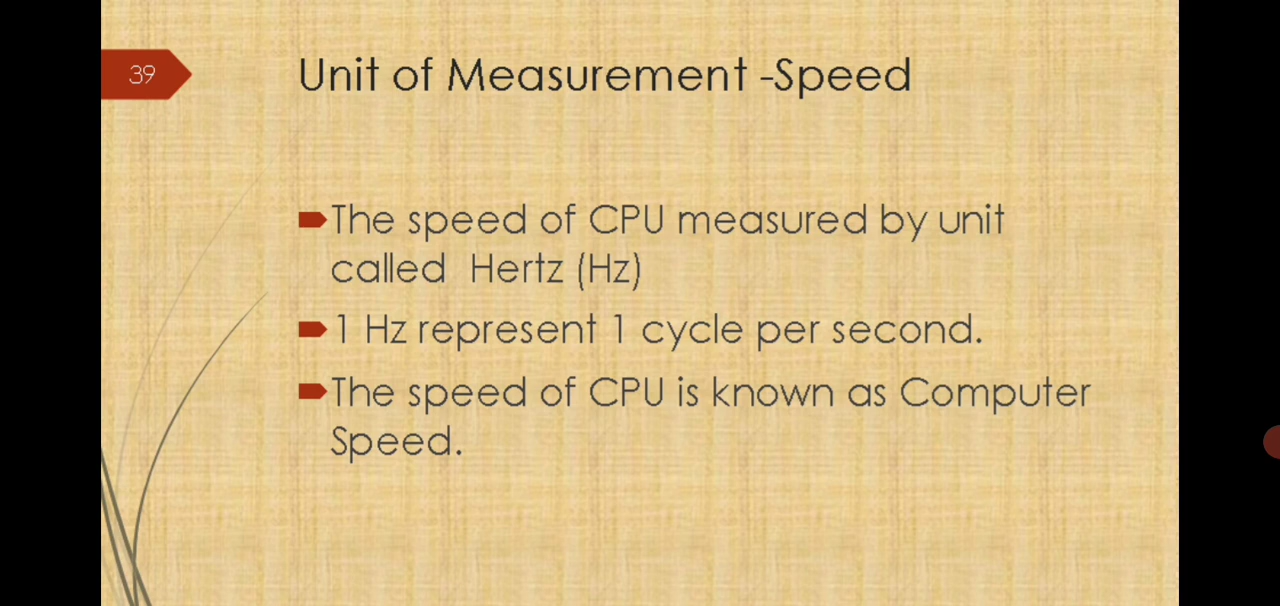 39
Unit of Measurement -Speed
The speed of CPU measured by unit
called Hertz (Hz)
1 Hz represent 1 cycle per second.
The speed of CPU is known as Computer
Speed.